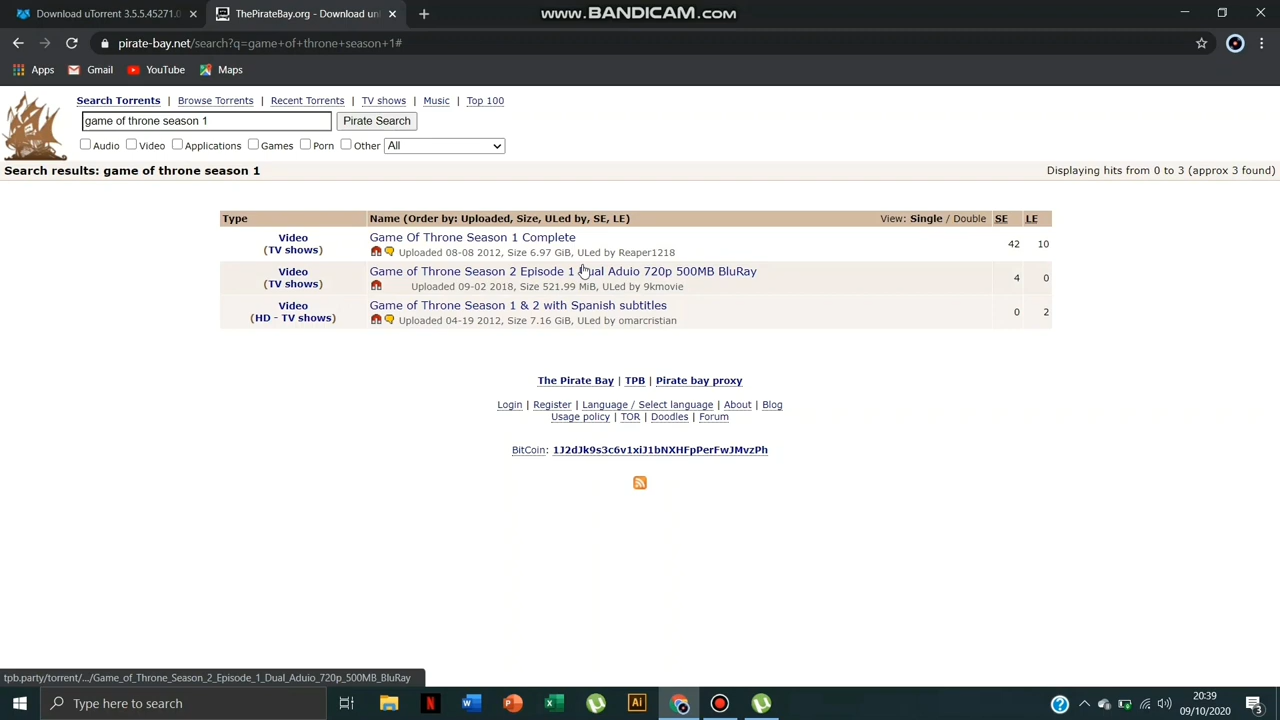 Download uTorrent 3.5.5.45271.0
ThePirateBay.org - Download un
www.BANDICAM.com
pirate-bay.net/search?q=game+of+throne+season+1#
Apps Gmail YouTube Maps
Search Torrents | Browse Torrents | Recent Torrents | TV shows | Music | Top 100
game of throne season 1 Pirate Search
Audio Video Applications Games Porn Other All
Search results: game of throne season 1 Displaying hits from 0 to 3 (approx 3 found)
Type Name (Order by: Uploaded, Size, ULed by, SE, LE) View: Single / Double SE LE
Video Game Of Throne Season 1 Complete
(TV shows) Uploaded 08-08 2012, Size 6.97 GiB, ULed by Reaper1218 42 10
Video Game of Throne Season 2 Episode 1 Dual Aduio 720p 500MB BluRay
(TV shows) Uploaded 09-02 2018, Size 521.99 MiB, ULed by 9kmovie 4 0
Video Game of Throne Season 1 & 2 with Spanish subtitles
(HD - TV shows) Uploaded 04-19 2012, Size 7.16 GiB, ULed by omarcristian 0 2
The Pirate Bay | TPB | Pirate bay proxy
Login | Register | Language / Select language | About | Blog
Usage policy | TOR | Doodles | Forum
BitCoin: 1J2dJk9s3c6v1xiJ1bNXHFpPerFwJMvzPh
tpb.party/torrent/.../Game_of_Throne_Season_2_Episode_1_Dual_Aduio_720p_500MB_BluRay
Type here to search
20:39
09/10/2020
3